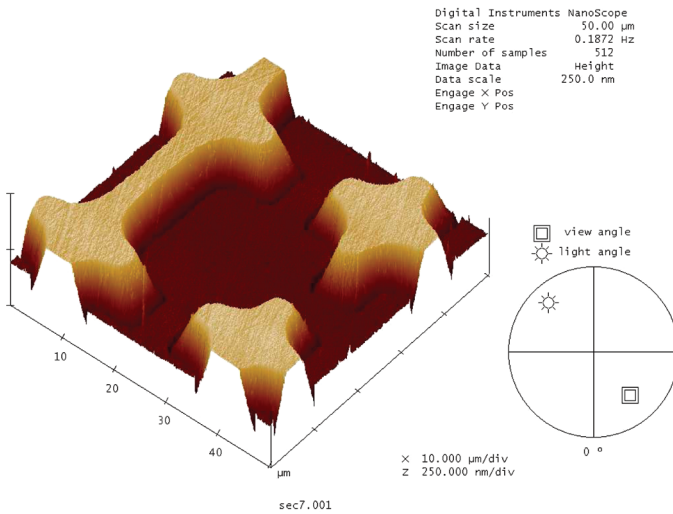 Digital Instruments NanoScope
Scan size 50.00 µm
Scan rate 0.1872 Hz
Number of samples 512
Image Data Height
Data scale 250.0 nm
Engage X Pos
Engage Y Pos
view angle
light angle
10
20
30
40
µm
X 10.000 µm/div
Z 250.000 nm/div
0 °
sec7.001